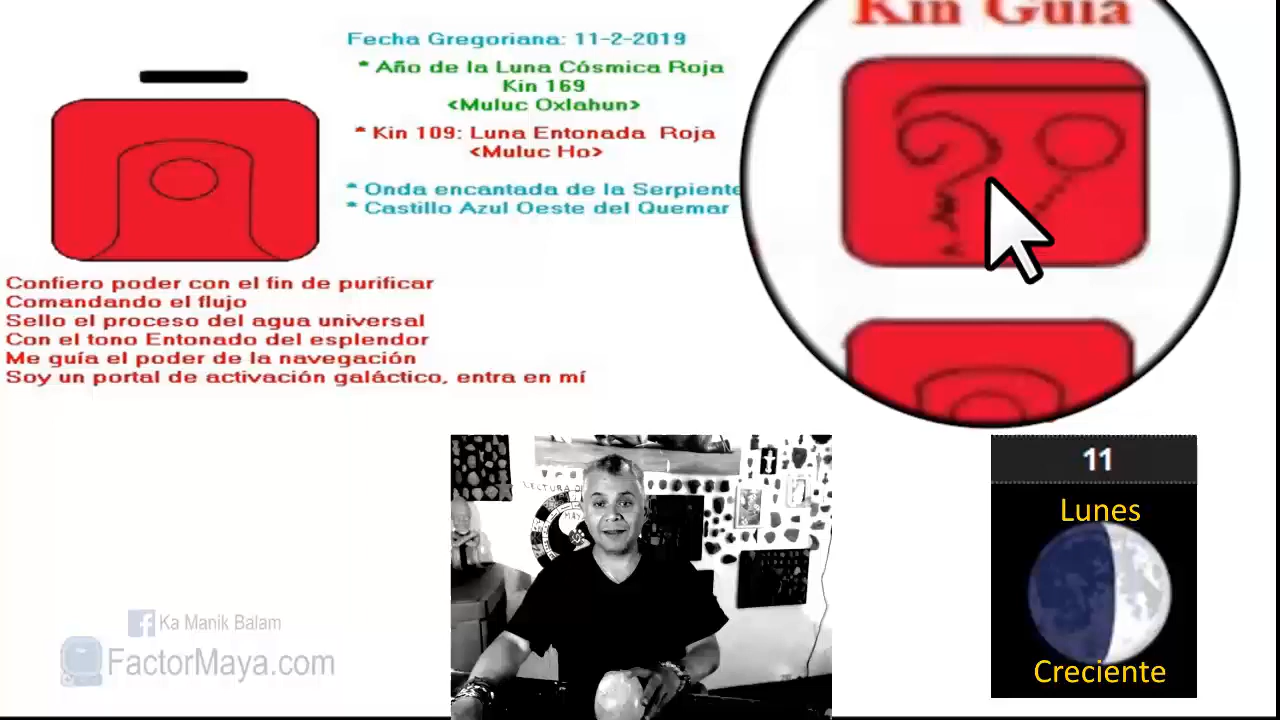 Kin Guía
Fecha Gregoriana: 11-2-2019
* Año de la Luna Cósmica Roja
Kin 169
<Muluc Oxlahun>
* Kin 109: Luna Entonada Roja
<Muluc Ho>
* Onda encantada de la Serpiente
* Castillo Azul Oeste del Quemar
Confiero poder con el fin de purificar
Comandando el flujo
Sello el proceso del agua universal
Con el tono Entonado del esplendor
Me guía el poder de la navegación
Soy un portal de activación galáctico, entra en mí
11
Lunes
Creciente
LECTURA
Ka Manik Balam
FactorMaya.com